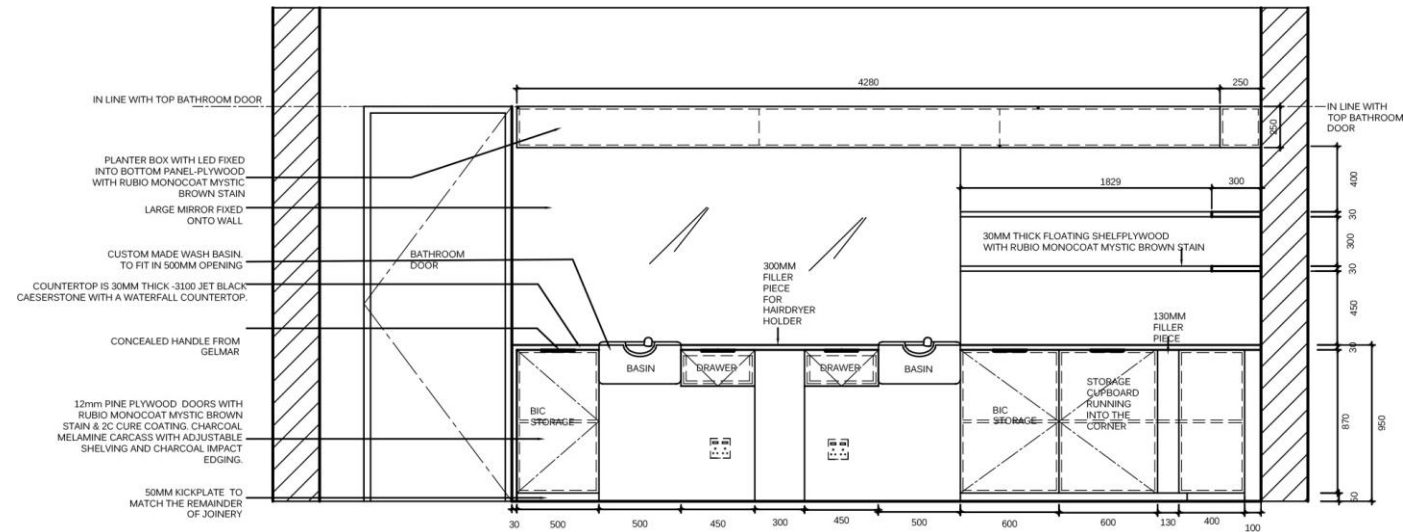 4280
250
IN LINE WITH TOP BATHROOM DOOR
IN LINE WITH
TOP BATHROOM
DOOR
250
PLANTER BOX WITH LED FIXED
INTO BOTTOM PANEL-PLYWOOD
WITH RUBIO MONOCOAT MYSTIC
BROWN STAIN
LARGE MIRROR FIXED
ONTO WALL
CUSTOM MADE WASH BASIN.
TO FIT IN 500MM OPENING
COUNTERTOP IS 30MM THICK -3100 JET BLACK
CAESERSTONE WITH A WATERFALL COUNTERTOP.
CONCEALED HANDLE FROM
GELMAR
12mm PINE PLYWOOD DOORS WITH
RUBIO MONOCOAT MYSTIC BROWN
STAIN & 2C CURE COATING. CHARCOAL
MELAMINE CARCASS WITH ADJUSTABLE
SHELVING AND CHARCOAL IMPACT
EDGING.
50MM KICKPLATE TO
MATCH THE REMAINDER
OF JOINERY
BATHROOM
DOOR
1829
300
30MM THICK FLOATING SHELFPLYWOOD
WITH RUBIO MONOCOAT MYSTIC BROWN STAIN
300MM
FILLER
PIECE
FOR
HAIRDRYER
HOLDER
130MM
FILLER
PIECE
BIC
STORAGE
BASIN
DRAWER
DRAWER
BASIN
BIC
STORAGE
STORAGE
CUPBOARD
RUNNING
INTO THE
CORNER
400
30
300
30
450
30
870
950
50
30
500
500
450
300
450
500
600
600
130
400
100